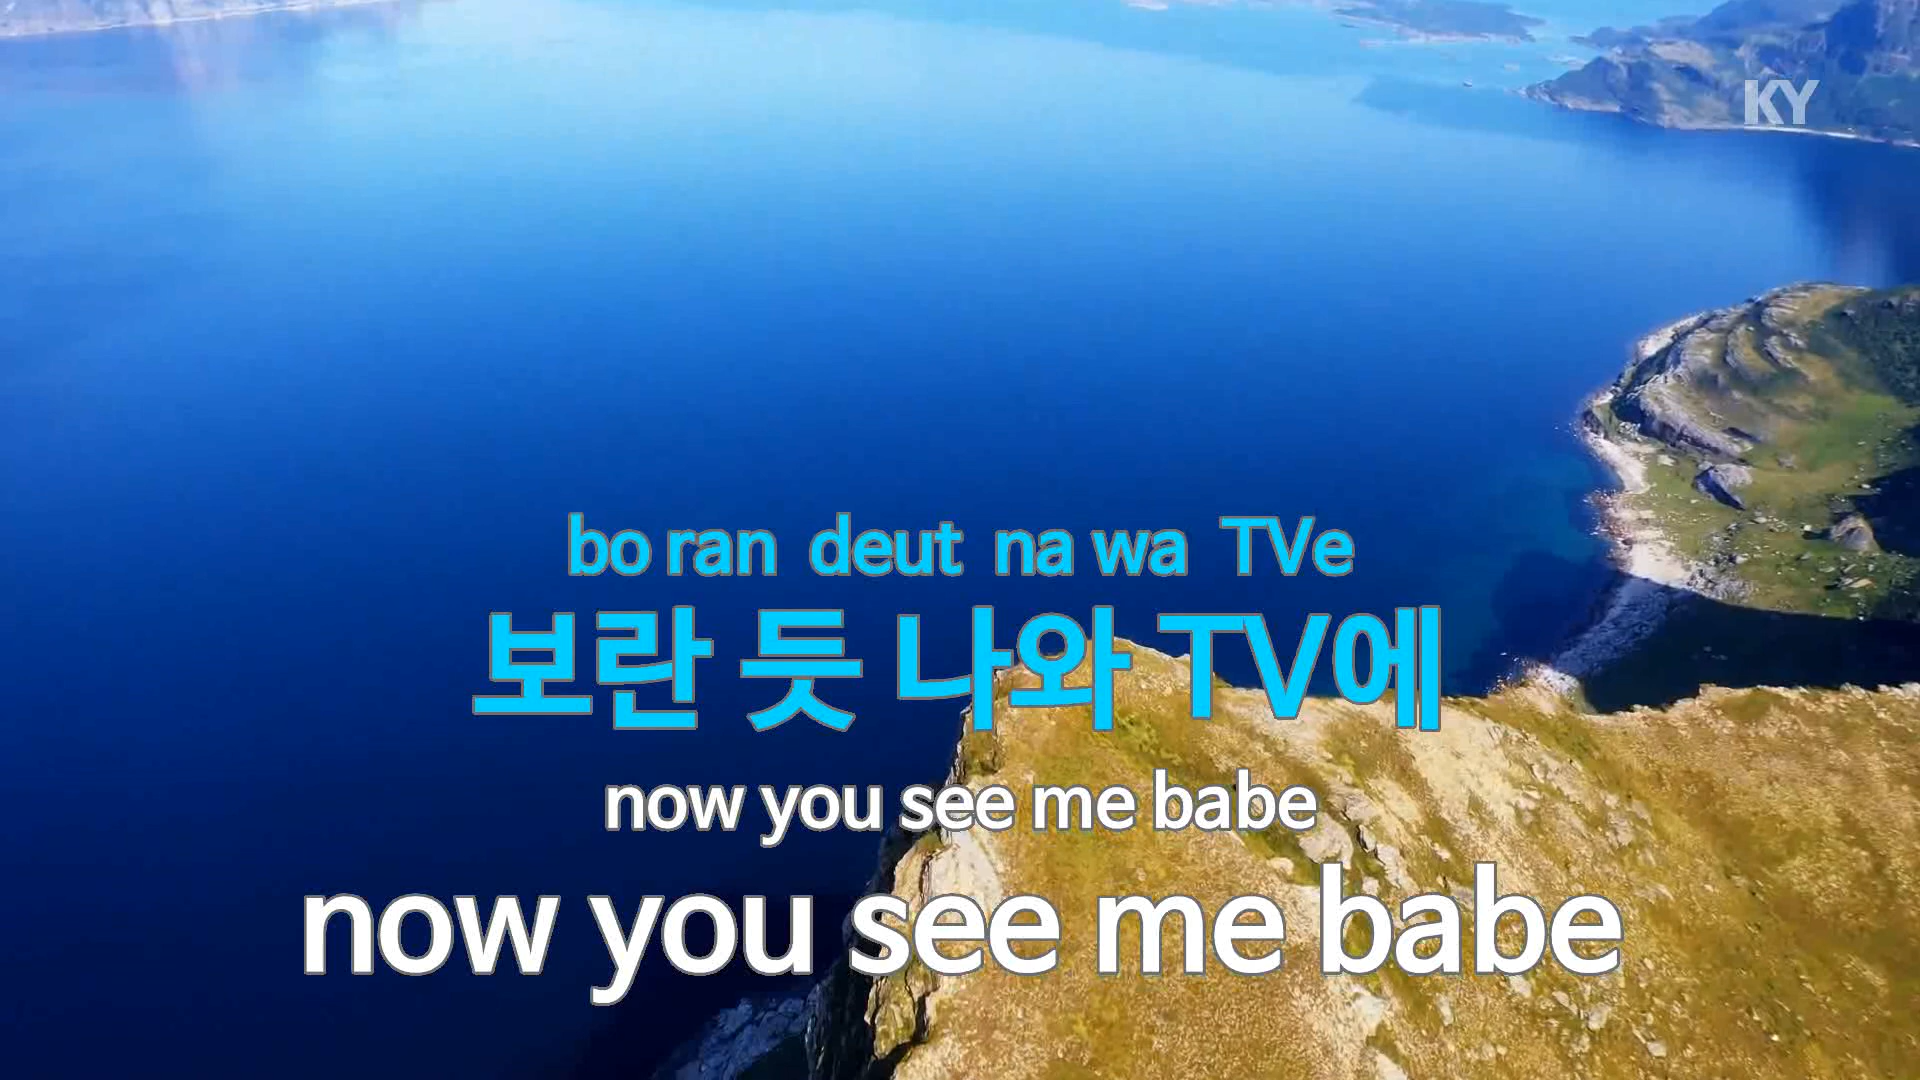 KY
bo ran deut na wa TVe
보란 듯 나와 TV에
now you see me babe
now you see me babe